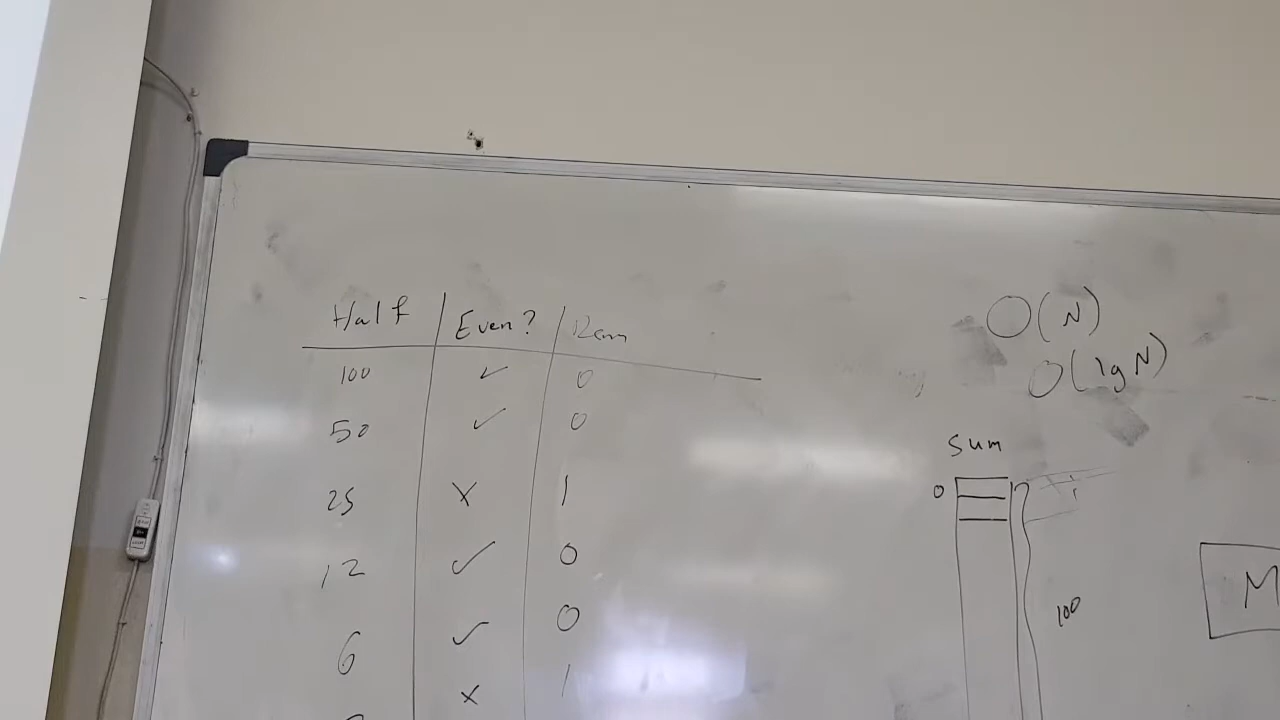 Half Even? Rem
100 ✓ 0
50 ✓ 0
25 x 1
12 ✓ 0
6 ✓ 0
x 1
O(N)
O(lgN)
sum
0
100
M